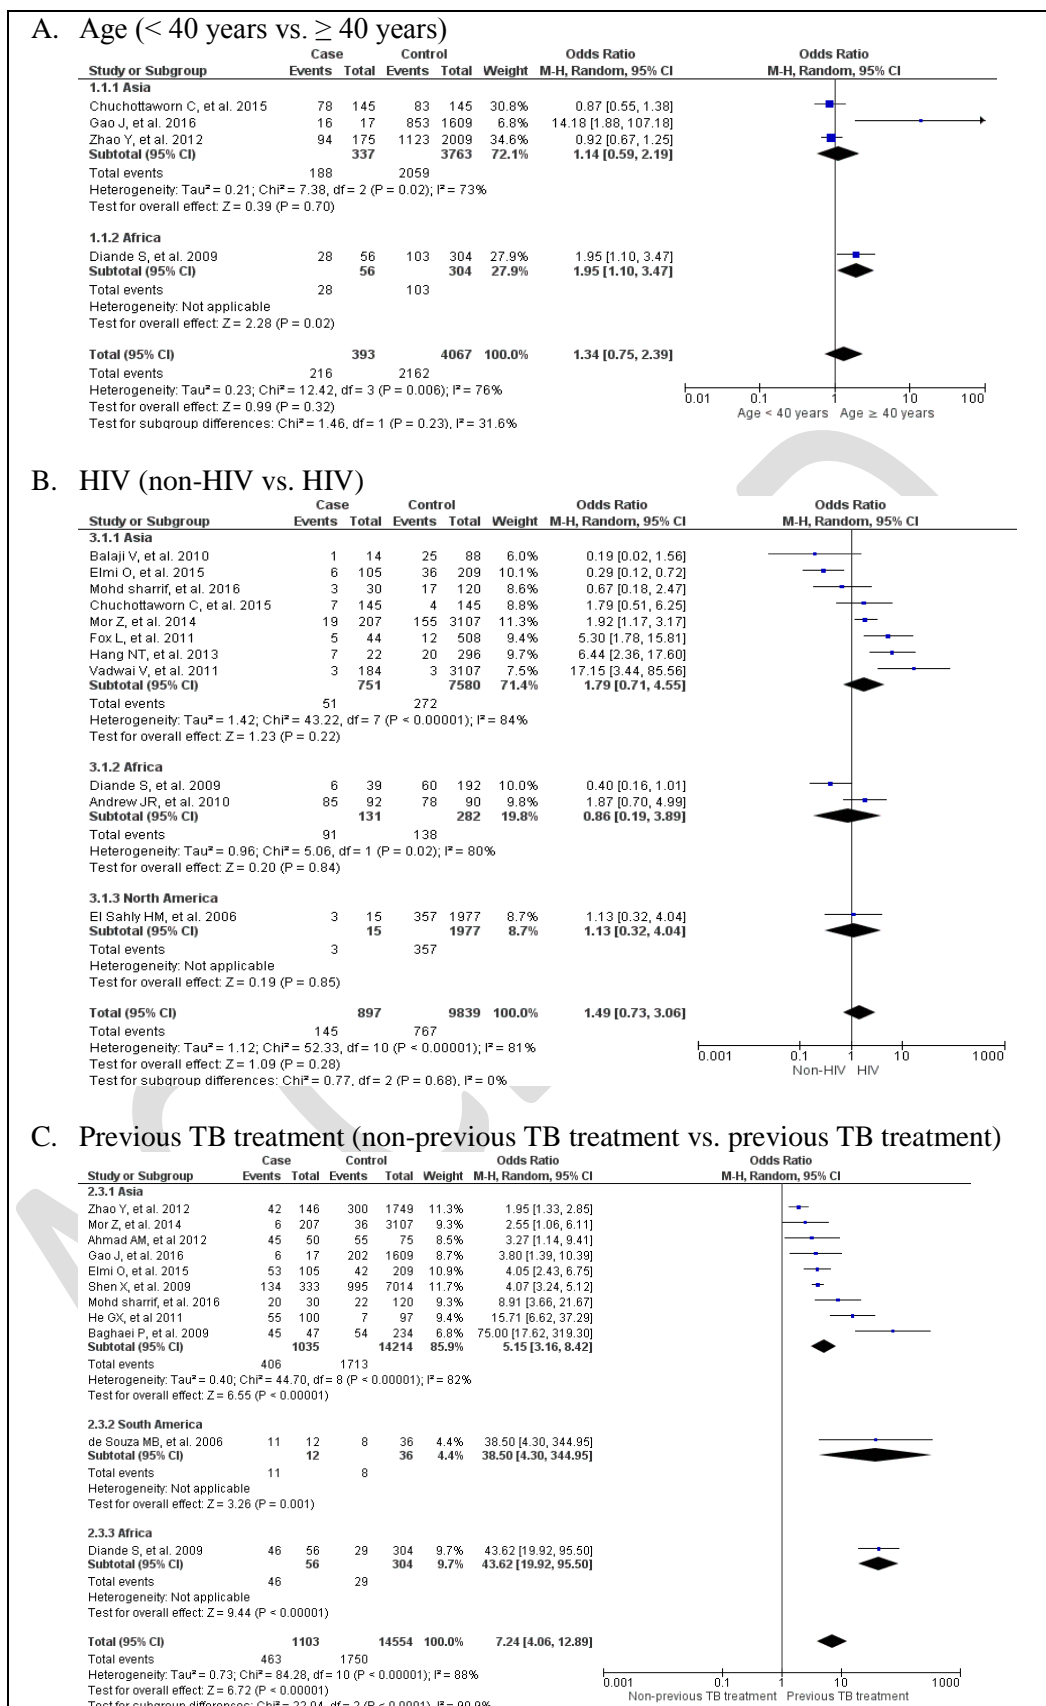 A. Age (< 40 years vs. ≥ 40 years)
Case Control Odds Ratio Odds Ratio
Study or Subgroup Events Total Events Total Weight M-H, Random, 95% CI M-H, Random, 95% CI
1.1.1 Asia
Chuchottaworn C, et al. 2015 78 145 83 145 30.8% 0.87 [0.55, 1.38]
Gao J, et al. 2016 16 17 853 1609 6.8% 14.18 [1.88, 107.18]
Zhao Y, et al. 2012 94 175 1123 2009 34.6% 0.92 [0.67, 1.25]
Subtotal (95% CI) 337 3763 72.1% 1.14 [0.59, 2.19]
Total events 188 2059
Heterogeneity: Tau² = 0.21; Chi² = 7.38, df = 2 (P = 0.02); I² = 73%
Test for overall effect: Z = 0.39 (P = 0.70)
1.1.2 Africa
Diande S, et al. 2009 28 56 103 304 27.9% 1.95 [1.10, 3.47]
Subtotal (95% CI) 56 304 27.9% 1.95 [1.10, 3.47]
Total events 28 103
Heterogeneity: Not applicable
Test for overall effect: Z = 2.28 (P = 0.02)
Total (95% CI) 393 4067 100.0% 1.34 [0.75, 2.39]
Total events 216 2162
Heterogeneity: Tau² = 0.23; Chi² = 12.42, df = 3 (P = 0.006); I² = 76%
Test for overall effect: Z = 0.99 (P = 0.32)
Test for subgroup differences: Chi² = 1.46, df = 1 (P = 0.23), I² = 31.6%
0.01 0.1 1 10 100
Age < 40 years Age ≥ 40 years
B. HIV (non-HIV vs. HIV)
Case Control Odds Ratio Odds Ratio
Study or Subgroup Events Total Events Total Weight M-H, Random, 95% CI M-H, Random, 95% CI
3.1.1 Asia
Balaji V, et al. 2010 1 14 25 88 6.0% 0.19 [0.02, 1.56]
Elmi O, et al. 2015 6 105 36 209 10.1% 0.29 [0.12, 0.72]
Mohd sharrif, et al. 2016 3 30 17 120 8.6% 0.67 [0.18, 2.47]
Chuchottaworn C, et al. 2015 7 145 4 145 8.8% 1.79 [0.51, 6.25]
Mor Z, et al. 2014 19 207 155 3107 11.3% 1.92 [1.17, 3.17]
Fox L, et al. 2011 5 44 12 508 9.4% 5.30 [1.78, 15.81]
Hang NT, et al. 2013 7 22 20 296 9.7% 6.44 [2.36, 17.60]
Vadwai V, et al. 2011 3 184 3 3107 7.5% 17.15 [3.44, 85.56]
Subtotal (95% CI) 751 7580 71.4% 1.79 [0.71, 4.55]
Total events 51 272
Heterogeneity: Tau² = 1.42; Chi² = 43.22, df = 7 (P < 0.00001); I² = 84%
Test for overall effect: Z = 1.23 (P = 0.22)
3.1.2 Africa
Diande S, et al. 2009 6 39 60 192 10.0% 0.40 [0.16, 1.01]
Andrew JR, et al. 2010 85 92 78 90 9.8% 1.87 [0.70, 4.99]
Subtotal (95% CI) 131 282 19.8% 0.86 [0.19, 3.89]
Total events 91 138
Heterogeneity: Tau² = 0.96; Chi² = 5.06, df = 1 (P = 0.02); I² = 80%
Test for overall effect: Z = 0.20 (P = 0.84)
3.1.3 North America
El Sahly HM, et al. 2006 3 15 357 1977 8.7% 1.13 [0.32, 4.04]
Subtotal (95% CI) 15 1977 8.7% 1.13 [0.32, 4.04]
Total events 3 357
Heterogeneity: Not applicable
Test for overall effect: Z = 0.19 (P = 0.85)
Total (95% CI) 897 9839 100.0% 1.49 [0.73, 3.06]
Total events 145 767
Heterogeneity: Tau² = 1.12; Chi² = 52.33, df = 10 (P < 0.00001); I² = 81%
Test for overall effect: Z = 1.09 (P = 0.28)
Test for subgroup differences: Chi² = 0.77, df = 2 (P = 0.68), I² = 0%
0.001 0.1 1 10 1000
Non-HIV HIV
C. Previous TB treatment (non-previous TB treatment vs. previous TB treatment)
Case Control Odds Ratio Odds Ratio
Study or Subgroup Events Total Events Total Weight M-H, Random, 95% CI M-H, Random, 95% CI
2.3.1 Asia
Zhao Y, et al. 2012 42 146 300 1749 11.3% 1.95 [1.33, 2.85]
Mor Z, et al. 2014 6 207 36 3107 9.3% 2.55 [1.06, 6.11]
Ahmad AM, et al 2012 45 50 55 75 8.5% 3.27 [1.14, 9.41]
Gao J, et al. 2016 6 17 202 1609 8.7% 3.80 [1.39, 10.39]
Elmi O, et al. 2015 53 105 42 209 10.9% 4.05 [2.43, 6.75]
Shen X, et al. 2009 134 333 995 7014 11.7% 4.07 [3.24, 5.12]
Mohd sharrif, et al. 2016 20 30 22 120 9.3% 8.91 [3.66, 21.67]
He GX, et al 2011 55 100 7 97 9.4% 15.71 [6.62, 37.29]
Baghaei P, et al. 2009 45 47 54 234 6.8% 75.00 [17.62, 319.30]
Subtotal (95% CI) 1035 14214 85.9% 5.15 [3.16, 8.42]
Total events 406 1713
Heterogeneity: Tau² = 0.40; Chi² = 44.70, df = 8 (P < 0.00001); I² = 82%
Test for overall effect: Z = 6.55 (P < 0.00001)
2.3.2 South America
de Souza MB, et al. 2006 11 12 8 36 4.4% 38.50 [4.30, 344.95]
Subtotal (95% CI) 12 36 4.4% 38.50 [4.30, 344.95]
Total events 11 8
Heterogeneity: Not applicable
Test for overall effect: Z = 3.26 (P = 0.001)
2.3.3 Africa
Diande S, et al. 2009 46 56 29 304 9.7% 43.62 [19.92, 95.50]
Subtotal (95% CI) 56 304 9.7% 43.62 [19.92, 95.50]
Total events 46 29
Heterogeneity: Not applicable
Test for overall effect: Z = 9.44 (P < 0.00001)
Total (95% CI) 1103 14554 100.0% 7.24 [4.06, 12.89]
Total events 463 1750
Heterogeneity: Tau² = 0.73; Chi² = 84.28, df = 10 (P < 0.00001); I² = 88%
Test for overall effect: Z = 6.72 (P < 0.00001)
Test for subgroup differences: Chi² = 22.04, df = 2 (P < 0.0001), I² = 90.9%
0.001 0.1 1 10 1000
Non-previous TB treatment Previous TB treatment